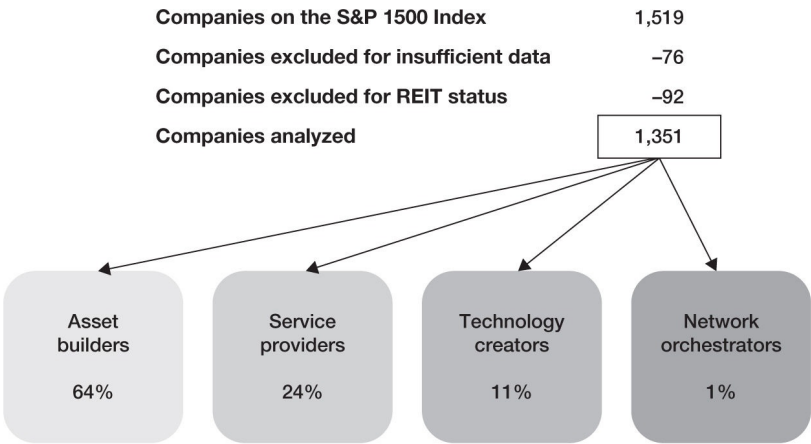 Companies on the S&P 1500 Index 1,519
Companies excluded for insufficient data –76
Companies excluded for REIT status –92
Companies analyzed 1,351
Asset builders
64%
Service providers
24%
Technology creators
11%
Network orchestrators
1%